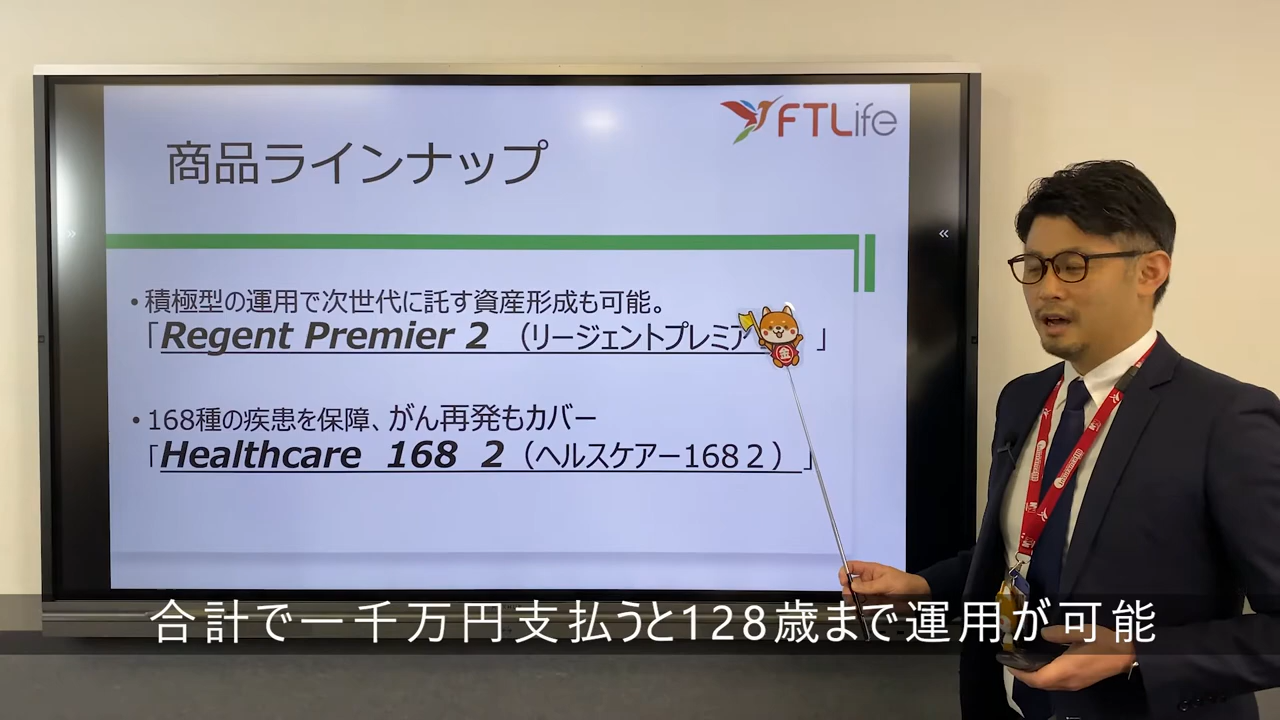 FTLife
商品ラインナップ
• 積極型の運用で次世代に託す資産形成も可能。
「Regent Premier 2 （リージェントプレミア 」
金
• 168種の疾患を保障、がん再発もカバー
「Healthcare 168 2（ヘルスケアー168２）」
合計で一千万円支払うと128歳まで運用が可能